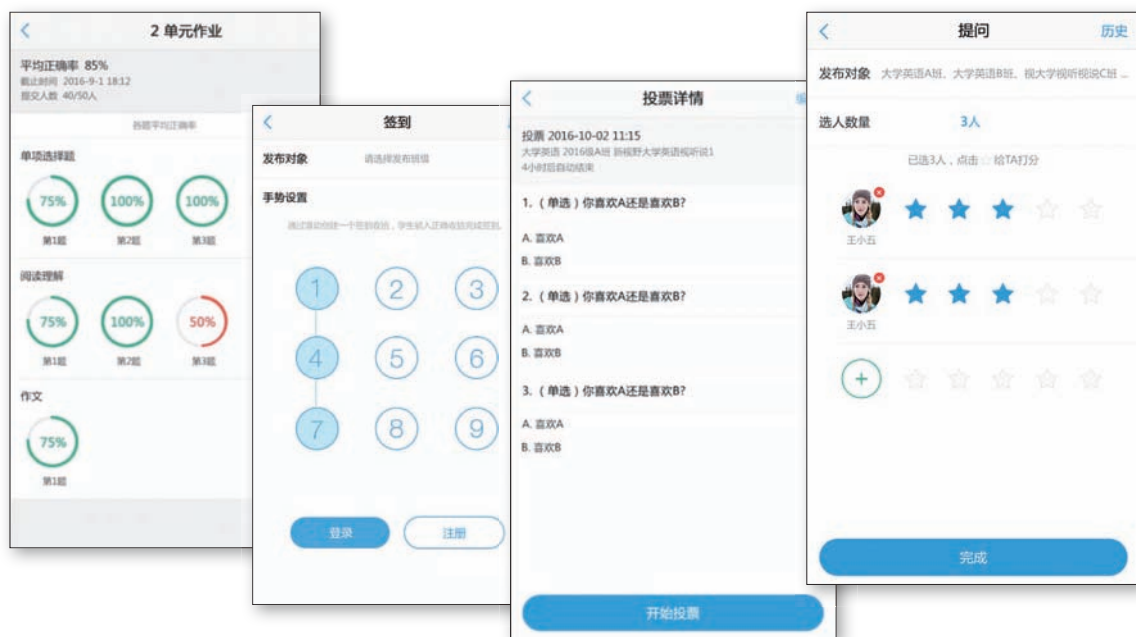 2 单元作业
平均正确率 85%
截止时间 2016-9-1 18:12
提交人数 40/50人
各题平均正确率
单项选择题
75% 100% 100%
第1题 第2题 第3题
阅读理解
75% 100% 50%
第1题 第2题 第3题
作文
75%
第1题
签到
发布对象 请选择发布班级
手势设置
1 2 3
4 5 6
7 8 9
登录 注册
投票详情
投票 2016-10-02 11:15
大学英语 2016级A班 新视野大学英语视听说1
4小时后自动结束
1.（单选）你喜欢A还是喜欢B?
A. 喜欢A
B. 喜欢B
2.（单选）你喜欢A还是喜欢B?
A. 喜欢A
B. 喜欢B
3.（单选）你喜欢A还是喜欢B?
A. 喜欢A
B. 喜欢B
开始投票
提问 历史
发布对象 大学英语A班、大学英语B班、视大学视听视说C班 ...
选人数量 3人
已选3人，点击☆给TA打分
王小五
王小五
完成